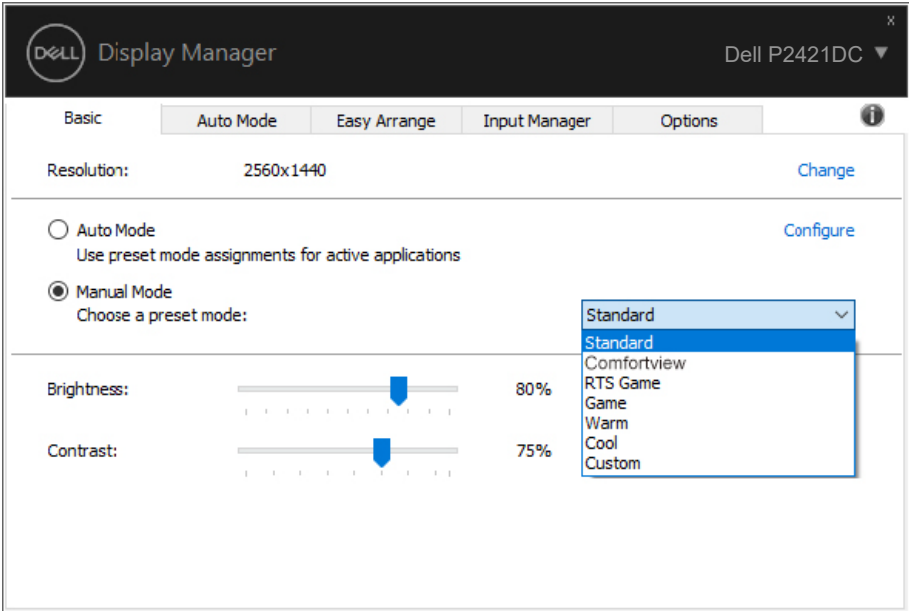 x
DELL Display Manager
Dell P2421DC ▼
Basic Auto Mode Easy Arrange Input Manager Options i
Resolution: 2560x1440 Change
Auto Mode Configure
Use preset mode assignments for active applications
Manual Mode
Choose a preset mode: Standard
Standard
Comfortview
RTS Game
Game
Warm
Cool
Custom
Brightness: 80%
Contrast: 75%